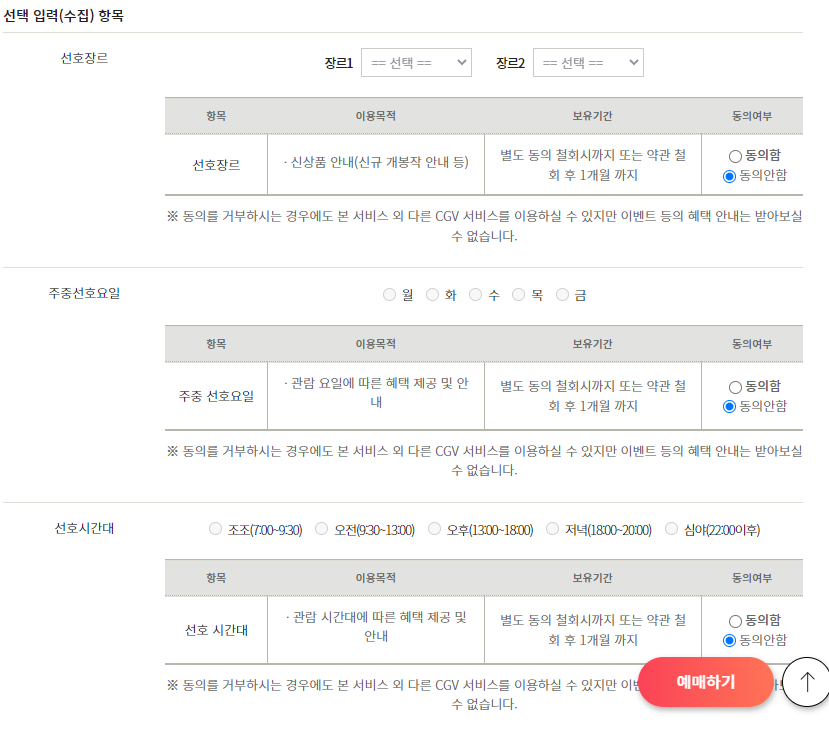 선택 입력(수집) 항목
선호장르
장르1 == 선택 == 장르2 == 선택 ==
항목 이용목적 보유기간 동의여부
선호장르
· 신상품 안내(신규 개봉작 안내 등)
별도 동의 철회시까지 또는 약관 철
회 후 1개월 까지
동의함
동의안함
※ 동의를 거부하시는 경우에도 본 서비스 외 다른 CGV 서비스를 이용하실 수 있지만 이벤트 등의 혜택 안내는 받아보실
수 없습니다.
주중선호요일
월 화 수 목 금
항목 이용목적 보유기간 동의여부
주중 선호요일
· 관람 요일에 따른 혜택 제공 및 안
내
별도 동의 철회시까지 또는 약관 철
회 후 1개월 까지
동의함
동의안함
※ 동의를 거부하시는 경우에도 본 서비스 외 다른 CGV 서비스를 이용하실 수 있지만 이벤트 등의 혜택 안내는 받아보실
수 없습니다.
선호시간대
조조(7:00~9:30) 오전(9:30~13:00) 오후(13:00~18:00) 저녁(18:00~20:00) 심야(22:00이후)
항목 이용목적 보유기간 동의여부
선호 시간대
· 관람 시간대에 따른 혜택 제공 및
안내
별도 동의 철회시까지 또는 약관 철
회 후 1개월 까지
동의함
동의안함
※ 동의를 거부하시는 경우에도 본 서비스 외 다른 CGV 서비스를 이용하실 수 있지만
수 없습니다.
예매하기